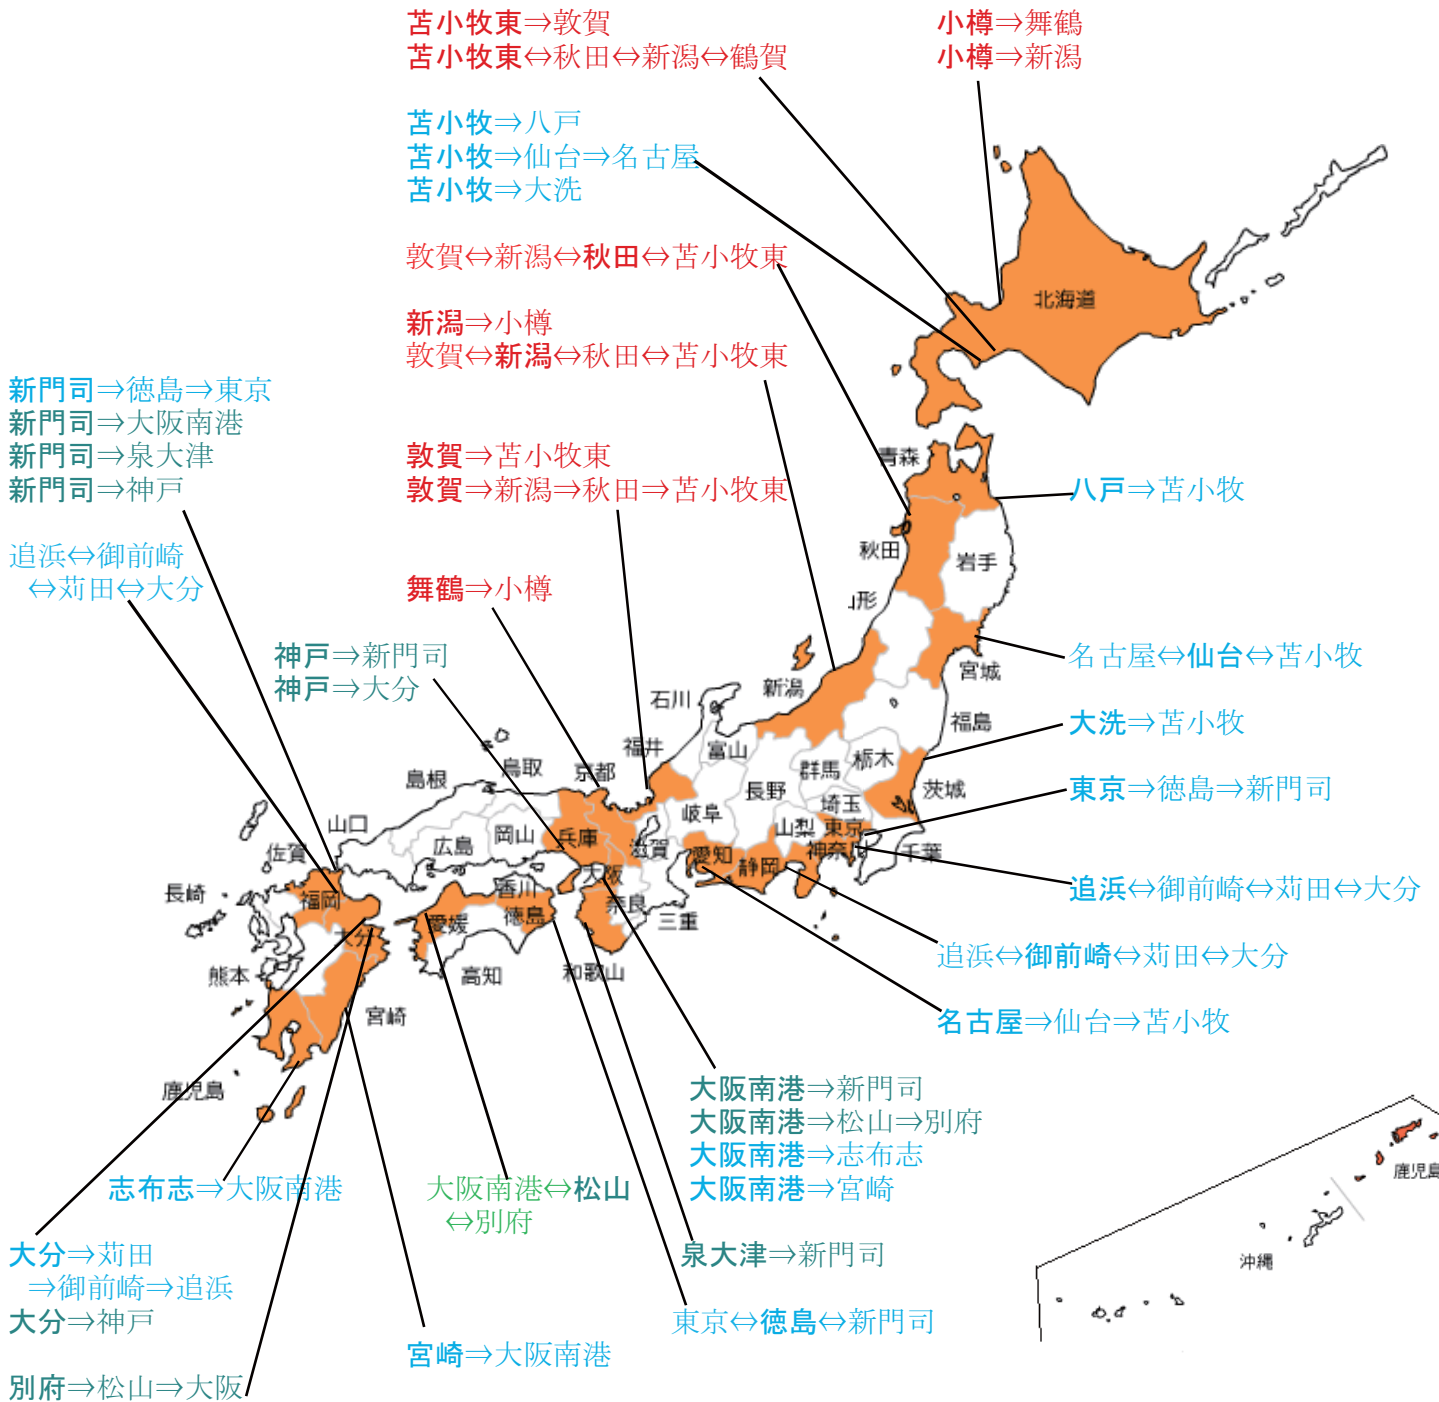 苫小牧東⇒敦賀
苫小牧東⇔秋田⇔新潟⇔鶴賀
小樽⇒舞鶴
小樽⇒新潟
苫小牧⇒八戸
苫小牧⇒仙台⇒名古屋
苫小牧⇒大洗
敦賀⇔新潟⇔秋田⇔苫小牧東
新潟⇒小樽
敦賀⇔新潟⇔秋田⇔苫小牧東
新門司⇒徳島⇒東京
新門司⇒大阪南港
新門司⇒泉大津
新門司⇒神戸
敦賀⇒苫小牧東
敦賀⇒新潟⇒秋田⇒苫小牧東
追浜⇔御前崎
⇔苅田⇔大分
舞鶴⇒小樽
神戸⇒新門司
神戸⇒大分
八戸⇒苫小牧
名古屋⇔仙台⇔苫小牧
大洗⇒苫小牧
東京⇒徳島⇒新門司
追浜⇔御前崎⇔苅田⇔大分
追浜⇔御前崎⇔苅田⇔大分
名古屋⇒仙台⇒苫小牧
北海道
青森
秋田
岩手
山形
宮城
新潟
福島
石川
富山
福井
群馬
栃木
茨城
長野
埼玉
岐阜
山梨
東京
神奈川
千葉
愛知
静岡
滋賀
京都
兵庫
大阪
奈良
三重
和歌山
鳥取
島根
岡山
広島
山口
香川
徳島
愛媛
高知
福岡
佐賀
長崎
大分
熊本
宮崎
鹿児島
大阪南港⇒新門司
大阪南港⇒松山⇒別府
大阪南港⇒志布志
大阪南港⇒宮崎
志布志⇒大阪南港
大阪南港⇔松山
⇔別府
泉大津⇒新門司
大分⇒苅田
⇒御前崎⇒追浜
大分⇒神戸
東京⇔徳島⇔新門司
宮崎⇒大阪南港
別府⇒松山⇒大阪
鹿児島
沖縄